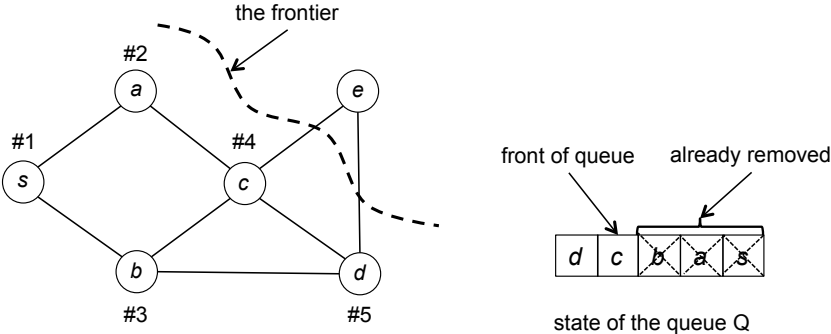 the frontier
#2
a
e
#1
#4
s
c
b
d
#3
#5
front of queue
already removed
d c b a s
state of the queue Q